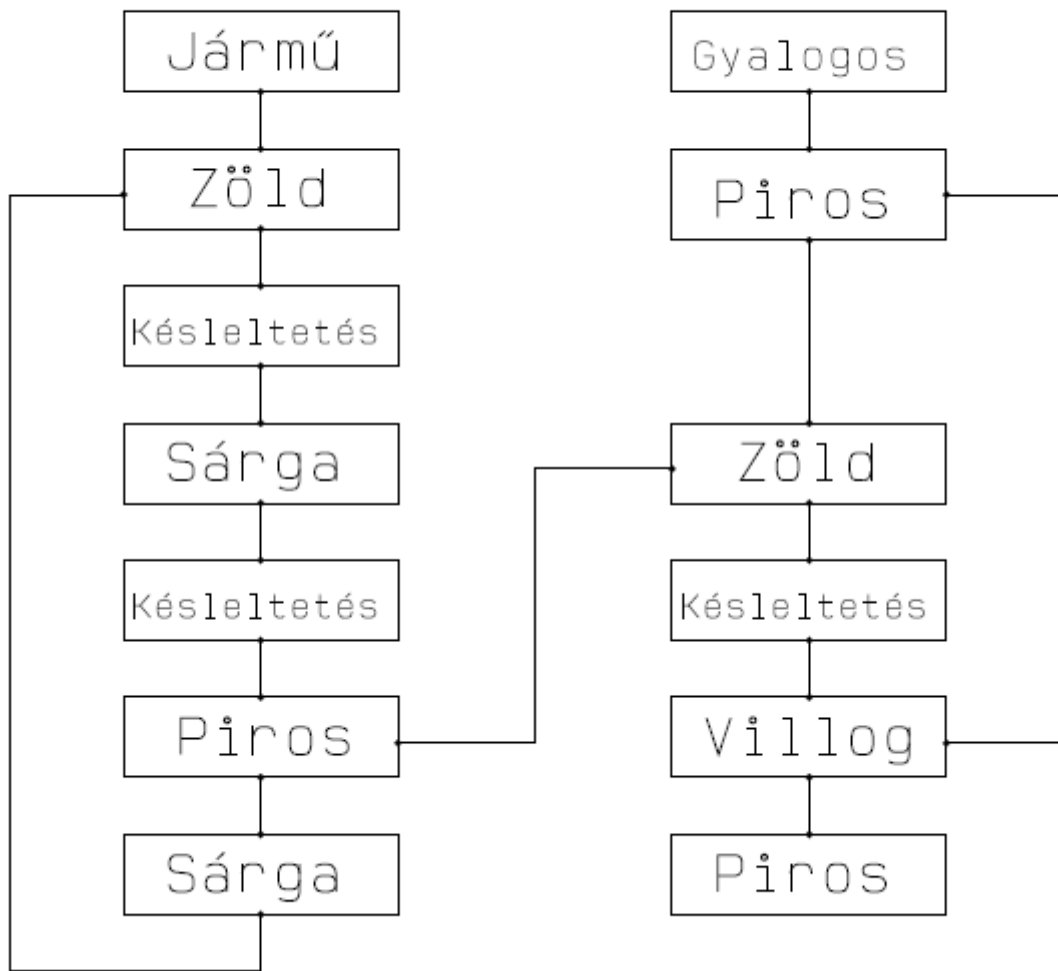 Jármű
Zöld
Késleltetés
Sárga
Késleltetés
Piros
Sárga
Gyalogos
Piros
Zöld
Késleltetés
Villog
Piros